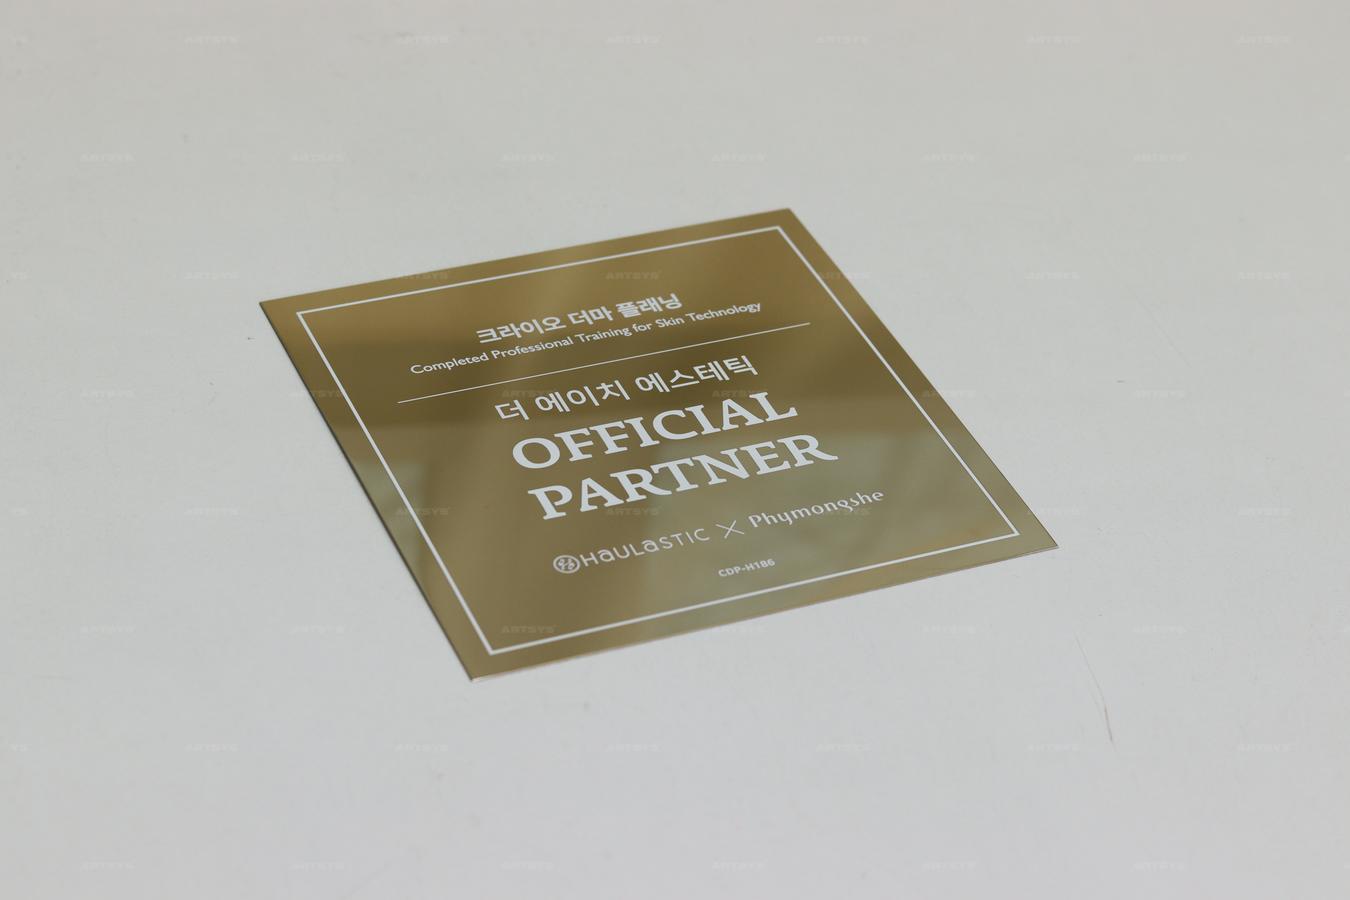 크라이오 더마 플래닝
Completed Professional Training for Skin Technology
더 에이치 에스테틱
OFFICIAL
PARTNER
HaULaSTIC × Phymongshe
CDP-H186
ARTSYS